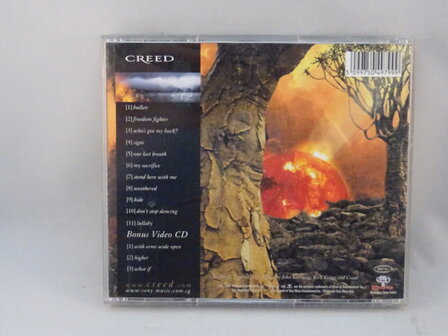 CREED
[1] bullets
[2] freedom fighter
[3] who's got my back?
[4] signs
[5] one last breath
[6] my sacrifice
[7] stand here with me
[8] weathered
[9] hide
[10] don't stop dancing
[11] lullaby
Bonus Video CD
[1] with arms wide open
[2] higher
[3] what if
www.creed.com
www.sony music.com.sg